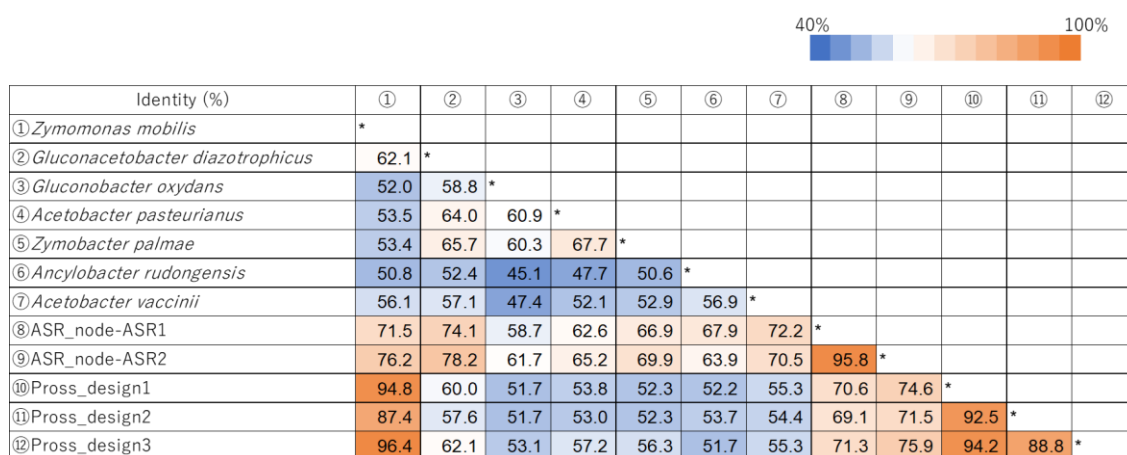 40% 100%
Identity (%) ① ② ③ ④ ⑤ ⑥ ⑦ ⑧ ⑨ ⑩ ⑪ ⑫
①Zymomonas mobilis *
②Gluconacetobacter diazotrophicus 62.1 *
③Gluconobacter oxydans 52.0 58.8 *
④Acetobacter pasteurianus 53.5 64.0 60.9 *
⑤Zymobacter palmae 53.4 65.7 60.3 67.7 *
⑥Ancylobacter rudongensis 50.8 52.4 45.1 47.7 50.6 *
⑦Acetobacter vaccinii 56.1 57.1 47.4 52.1 52.9 56.9 *
⑧ASR_node-ASR1 71.5 74.1 58.7 62.6 66.9 67.9 72.2 *
⑨ASR_node-ASR2 76.2 78.2 61.7 65.2 69.9 63.9 70.5 95.8 *
⑩Pross_design1 94.8 60.0 51.7 53.8 52.3 52.2 55.3 70.6 74.6 *
⑪Pross_design2 87.4 57.6 51.7 53.0 52.3 53.7 54.4 69.1 71.5 92.5 *
⑫Pross_design3 96.4 62.1 53.1 57.2 56.3 51.7 55.3 71.3 75.9 94.2 88.8 *